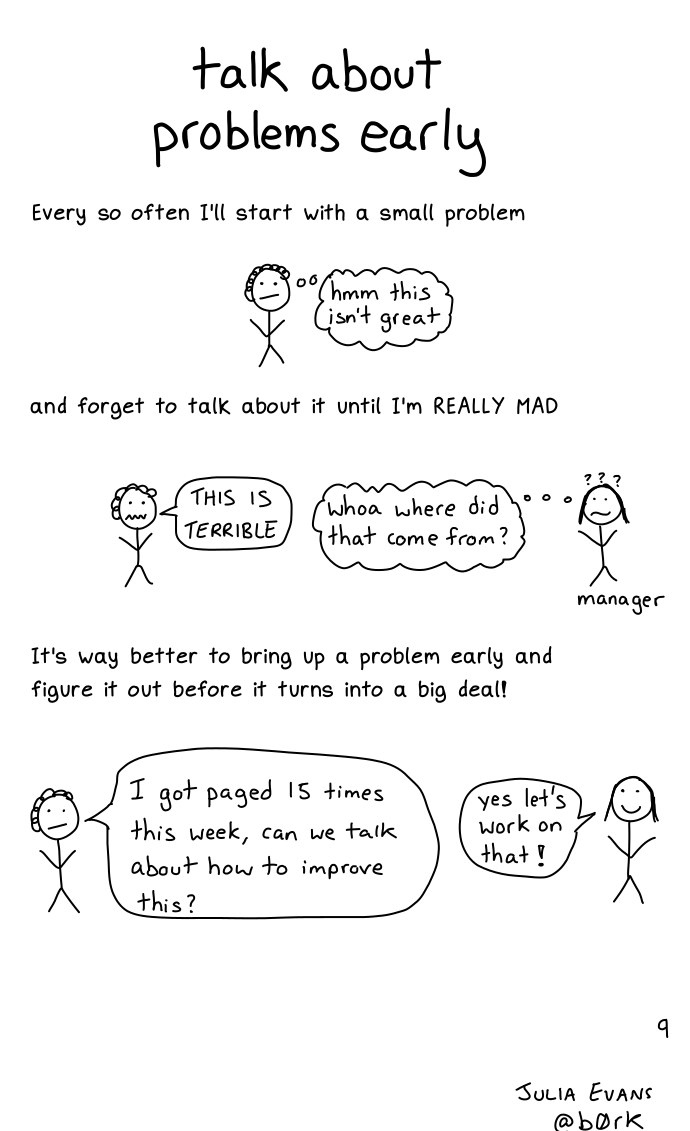 talk about
problems early
Every so often I'll start with a small problem
hmm this
isn't great
and forget to talk about it until I'm REALLY MAD
THIS IS
TERRIBLE
???
whoa where did
that come from?
manager
It's way better to bring up a problem early and
figure it out before it turns into a big deal!
I got paged 15 times
this week, can we talk
about how to improve
this?
yes let's
work on
that!
9
JULIA EVANS
@b0rk